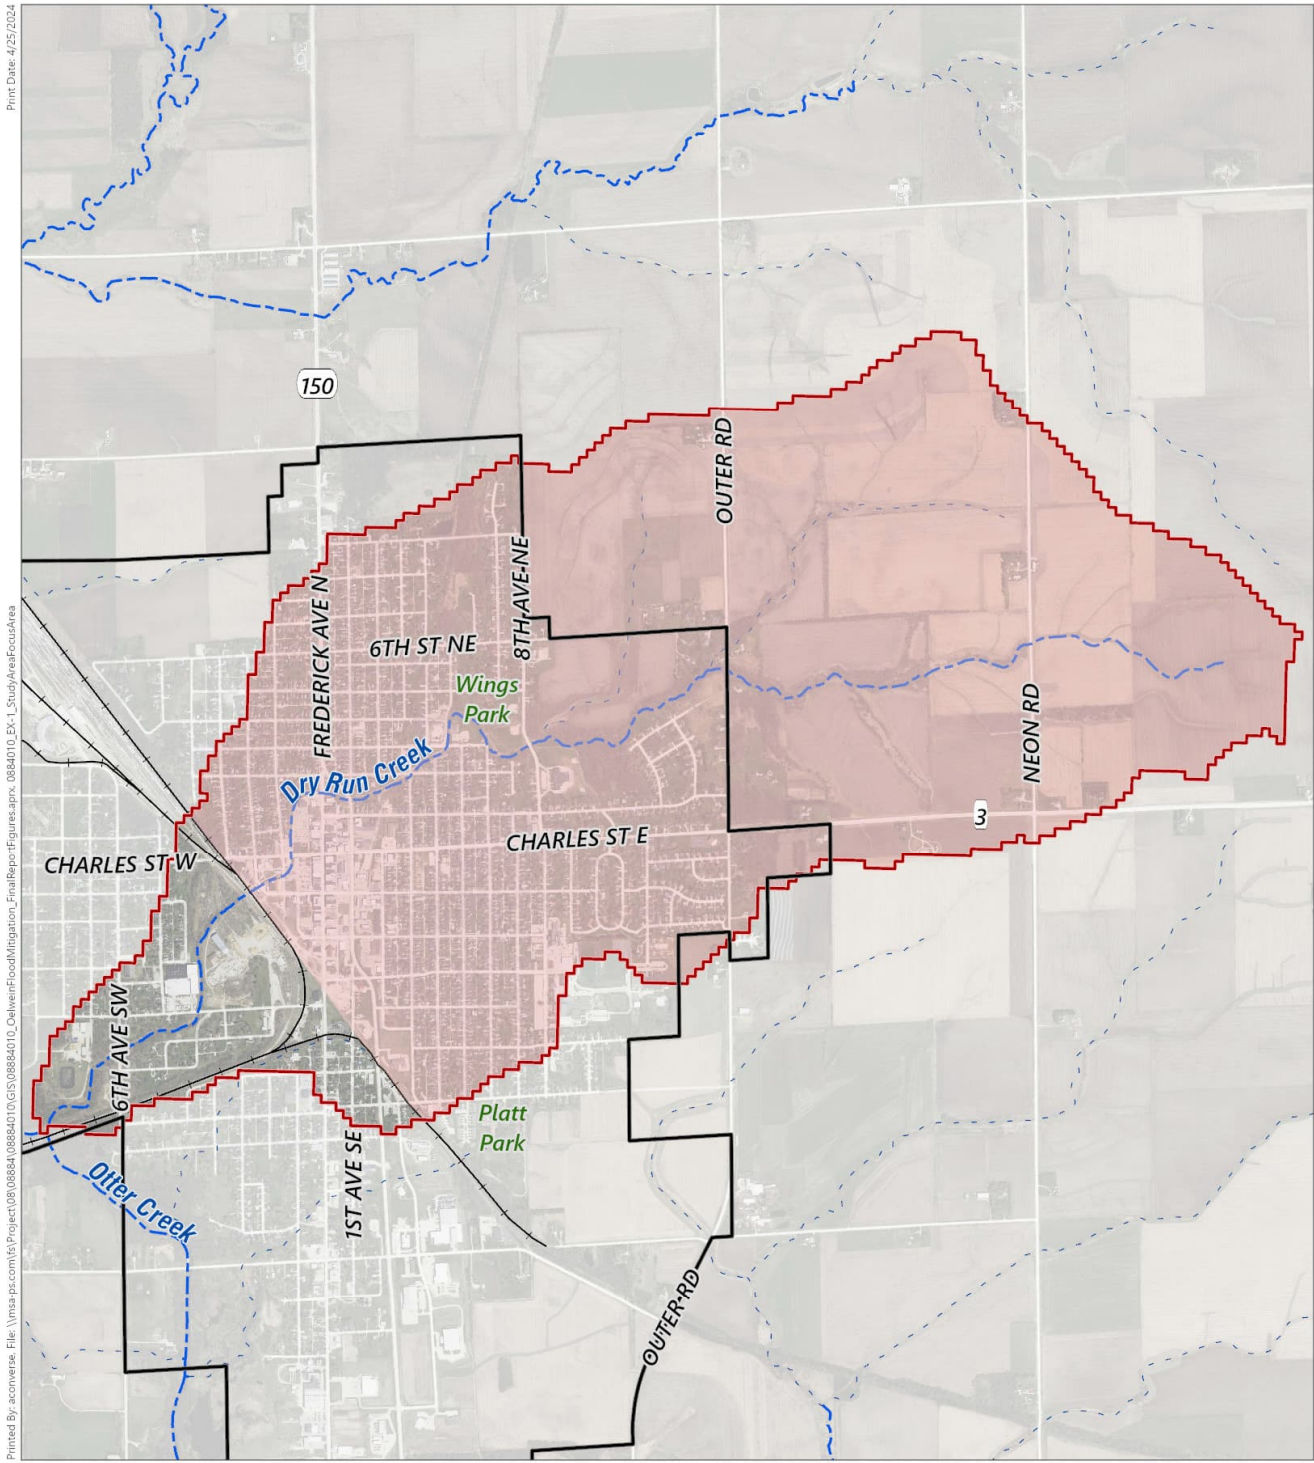 Print Date: 4/25/2024
Printed By: aconverse, File: \\msa-ps.com\fs\Project\08\08884\08884010\GIS\08884010_OelweinFloodMitigation_FinalReportFigures.aprx, 0884010_EX-1_StudyAreaFocusArea
150
OUTER RD
8TH AVE NE
FREDERICK AVE N
6TH ST NE
Wings
Park
NEON RD
Dry Run Creek
3
CHARLES ST E
CHARLES ST W
6TH AVE SW
Platt
Park
1ST AVE SE
Otter Creek
OUTER RD